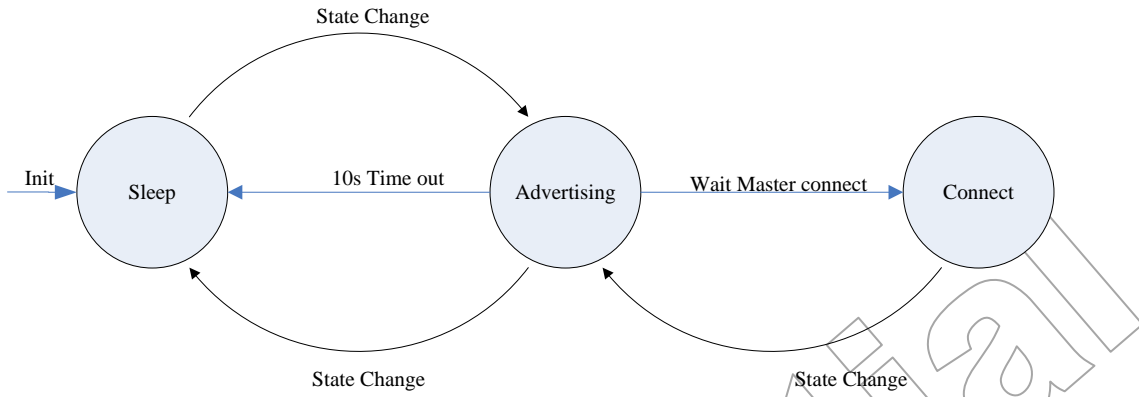 State Change
Init
Sleep
10s Time out
Advertising
Wait Master connect
Connect
State Change
State Change